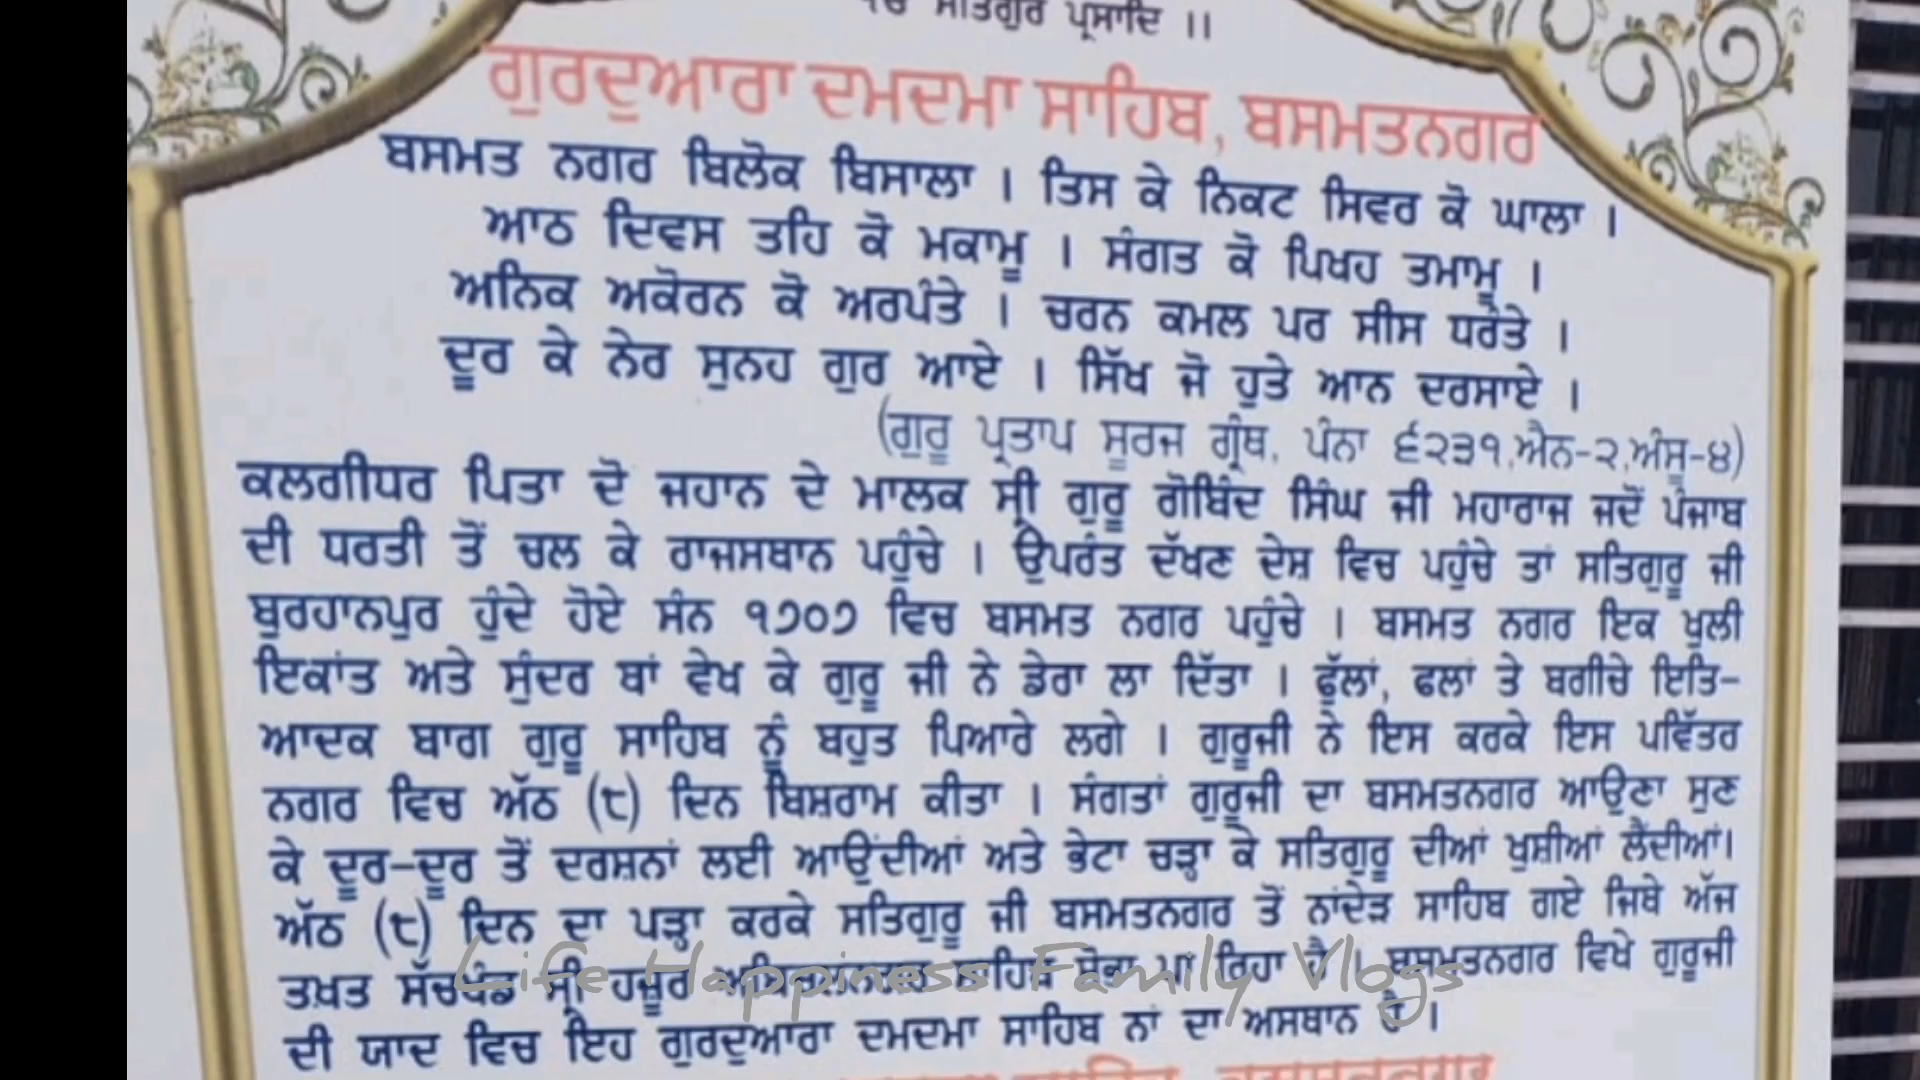 ਸਤਿਗੁਰ ਪ੍ਰਸਾਦਿ ।।
ਗੁਰਦੁਆਰਾ ਦਮਦਮਾ ਸਾਹਿਬ, ਬਸਮਤਨਗਰ
ਬਸਮਤ ਨਗਰ ਬਿਲੋਕ ਬਿਸਾਲਾ । ਤਿਸ ਕੇ ਨਿਕਟ ਸਿਵਰ ਕੋ ਘਾਲਾ ।
ਆਠ ਦਿਵਸ ਤਹਿ ਕੋ ਮਕਾਮੂ । ਸੰਗਤ ਕੋ ਪਿਖਹ ਤਮਾਮੂ ।
ਅਨਿਕ ਅਕੋਰਨ ਕੋ ਅਰਪੰਤੇ । ਚਰਨ ਕਮਲ ਪਰ ਸੀਸ ਧਰੰਤੇ ।
ਦੂਰ ਕੇ ਨੇਰ ਸੁਨਹ ਗੁਰ ਆਏ । ਸਿੱਖ ਜੋ ਹੁਤੇ ਆਨ ਦਰਸਾਏ ।
(ਗੁਰੂ ਪ੍ਰਤਾਪ ਸੂਰਜ ਗ੍ਰੰਥ, ਪੰਨਾ ੬੨੩੧,ਐਨ-੨,ਅੰਸੂ-੪)
ਕਲਗੀਧਰ ਪਿਤਾ ਦੋ ਜਹਾਨ ਦੇ ਮਾਲਕ ਸ੍ਰੀ ਗੁਰੂ ਗੋਬਿੰਦ ਸਿੰਘ ਜੀ ਮਹਾਰਾਜ ਜਦੋਂ ਪੰਜਾਬ
ਦੀ ਧਰਤੀ ਤੋਂ ਚਲ ਕੇ ਰਾਜਸਥਾਨ ਪਹੁੰਚੇ । ਉਪਰੰਤ ਦੱਖਣ ਦੇਸ਼ ਵਿਚ ਪਹੁੰਚੇ ਤਾਂ ਸਤਿਗੁਰੂ ਜੀ
ਬੁਰਹਾਨਪੁਰ ਹੁੰਦੇ ਹੋਏ ਸੰਨ ੧੭੦੭ ਵਿਚ ਬਸਮਤ ਨਗਰ ਪਹੁੰਚੇ । ਬਸਮਤ ਨਗਰ ਇਕ ਖੁਲੀ
ਇਕਾਂਤ ਅਤੇ ਸੁੰਦਰ ਥਾਂ ਵੇਖ ਕੇ ਗੁਰੂ ਜੀ ਨੇ ਡੇਰਾ ਲਾ ਦਿੱਤਾ । ਫੁੱਲਾਂ, ਫਲਾਂ ਤੇ ਬਗੀਚੇ ਇਤਿ-
ਆਦਕ ਬਾਗ ਗੁਰੂ ਸਾਹਿਬ ਨੂੰ ਬਹੁਤ ਪਿਆਰੇ ਲਗੇ । ਗੁਰੂਜੀ ਨੇ ਇਸ ਕਰਕੇ ਇਸ ਪਵਿੱਤਰ
ਨਗਰ ਵਿਚ ਅੱਠ (੮) ਦਿਨ ਬਿਸ਼ਰਾਮ ਕੀਤਾ । ਸੰਗਤਾਂ ਗੁਰੂਜੀ ਦਾ ਬਸਮਤਨਗਰ ਆਉਣਾ ਸੁਣ
ਕੇ ਦੂਰ-ਦੂਰ ਤੋਂ ਦਰਸ਼ਨਾਂ ਲਈ ਆਉਂਦੀਆਂ ਅਤੇ ਭੇਟਾ ਚੜ੍ਹਾ ਕੇ ਸਤਿਗੁਰੂ ਦੀਆਂ ਖੁਸ਼ੀਆਂ ਲੈਂਦੀਆਂ।
ਅੱਠ (੮) ਦਿਨ ਦਾ ਪੜ੍ਹਾ ਕਰਕੇ ਸਤਿਗੁਰੂ ਜੀ ਬਸਮਤਨਗਰ ਤੋਂ ਨਾਂਦੇੜ ਸਾਹਿਬ ਗਏ ਜਿਥੇ ਅੱਜ
ਤਖ਼ਤ ਸੱਚਖੰਡ ਸ੍ਰੀ ਹਜ਼ੂਰ ਅਬਿਚਲਨਗਰ ਸਾਹਿਬ ਸ਼ੋਭਾ ਪਾ ਰਿਹਾ ਹੈ । ਬਸਮਤਨਗਰ ਵਿਖੇ ਗੁਰੂਜੀ
Life Happiness Family Vlogs
ਦੀ ਯਾਦ ਵਿਚ ਇਹ ਗੁਰਦੁਆਰਾ ਦਮਦਮਾ ਸਾਹਿਬ ਨਾਂ ਦਾ ਅਸਥਾਨ ਹੈ ।